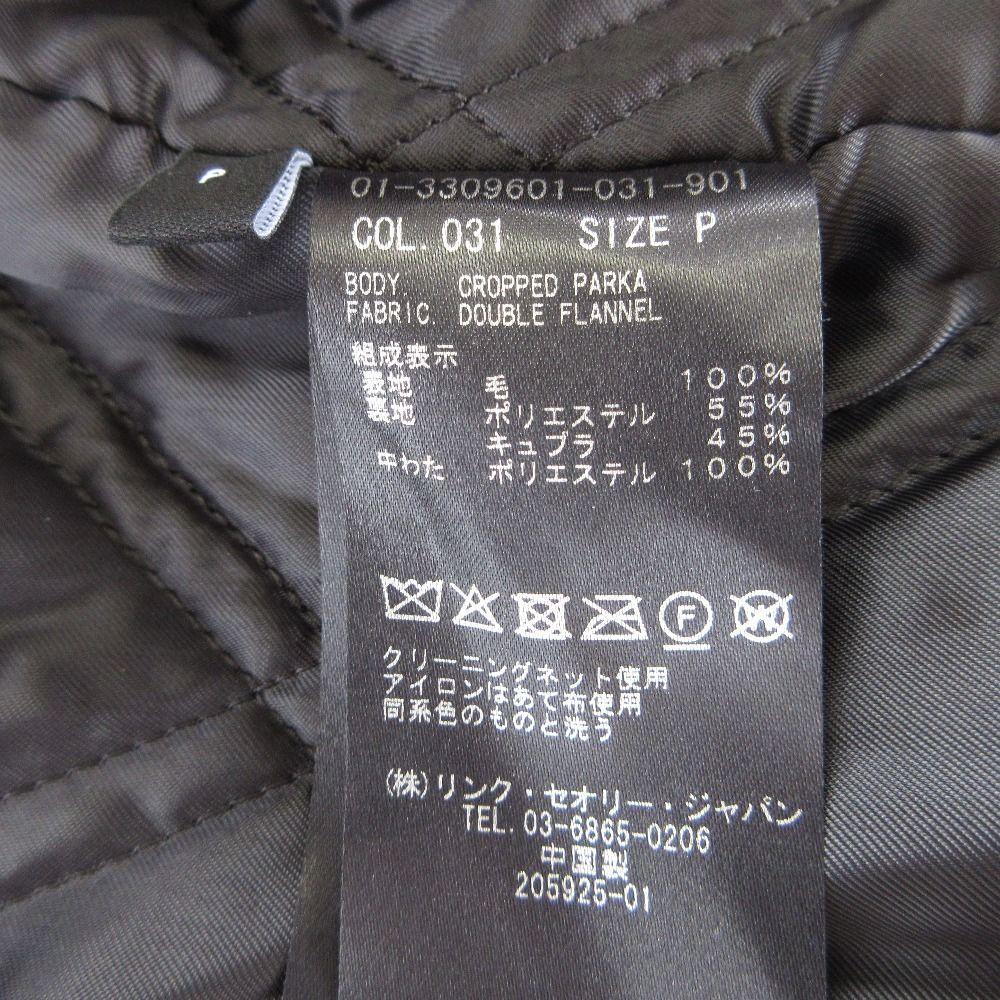 P
01-3309601-031-901
COL. 031 SIZE P
BODY. CROPPED PARKA
FABRIC. DOUBLE FLANNEL
組成表示
表地 毛 100%
裏地 ポリエステル 55%
キュプラ 45%
中わた ポリエステル 100%
F W
クリーニングネット使用
アイロンはあて布使用
同系色のものと洗う
(株)リンク・セオリー・ジャパン
TEL. 03-6865-0206
中国製
205925-01